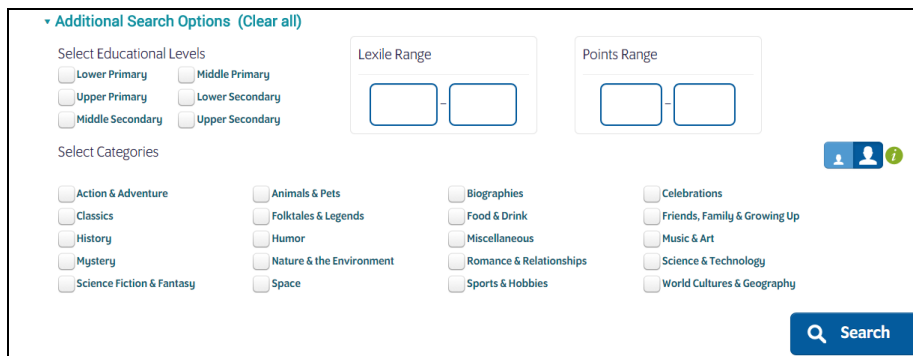 Additional Search Options (Clear all)
Select Educational Levels
Lexile Range
Points Range
Lower Primary Middle Primary
Upper Primary Lower Secondary
Middle Secondary Upper Secondary
– –
Select Categories
i
Action & Adventure Animals & Pets Biographies Celebrations
Classics Folktales & Legends Food & Drink Friends, Family & Growing Up
History Humor Miscellaneous Music & Art
Mystery Nature & the Environment Romance & Relationships Science & Technology
Science Fiction & Fantasy Space Sports & Hobbies World Cultures & Geography
Search